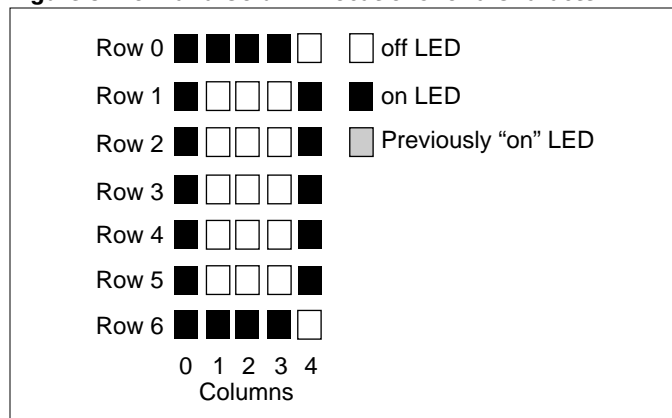 Row 0 off LED
Row 1 on LED
Row 2 Previously “on” LED
Row 3
Row 4
Row 5
Row 6
0 1 2 3 4
Columns